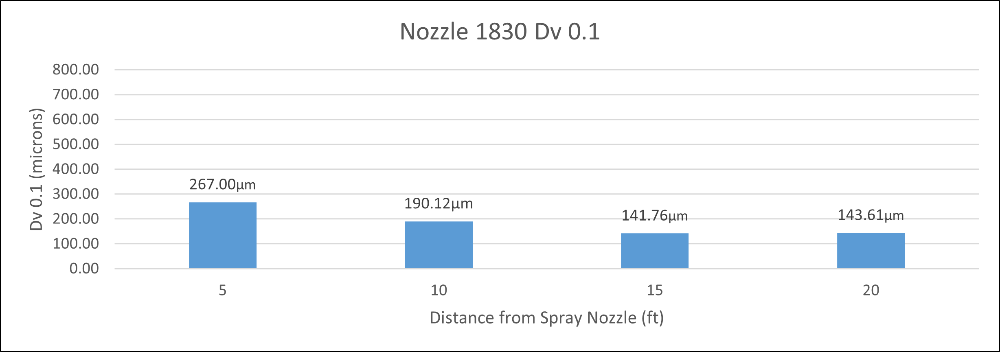 Nozzle 1830 Dv 0.1
Dv 0.1 (microns)
800.00
700.00
600.00
500.00
400.00
300.00
200.00
100.00
0.00
267.00µm
190.12µm
141.76µm
143.61µm
5
10
15
20
Distance from Spray Nozzle (ft)